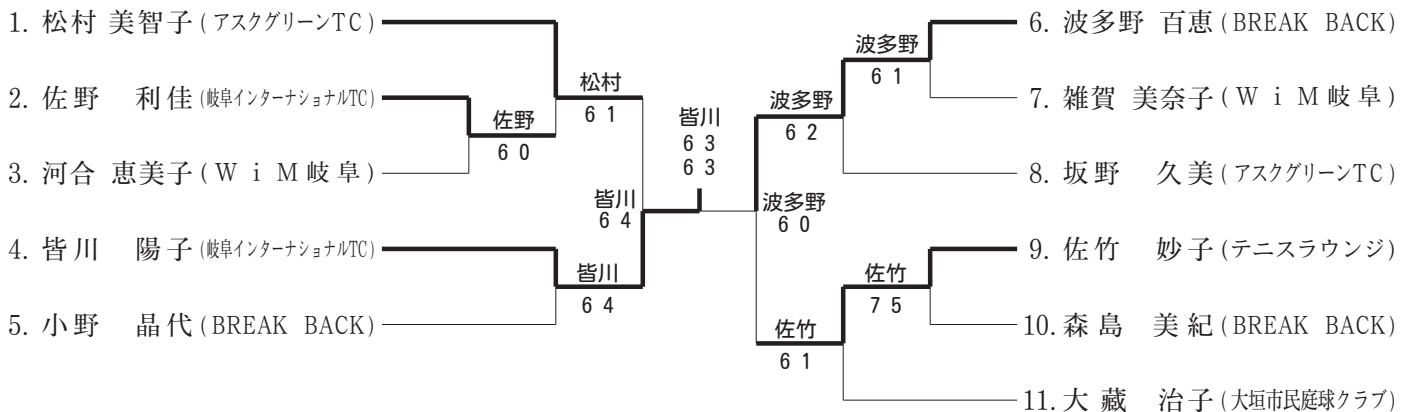 1. 松村 美智子 (アスクグリーンTC)
2. 佐野 利佳 (岐阜インターナショナルTC)
3. 河合 恵美子 (WiM岐阜)
4. 皆川 陽子 (岐阜インターナショナルTC)
5. 小野 晶代 (BREAK BACK)
佐野
6 0
松村
6 1
皆川
6 4
皆川
6 4
皆川
6 3
6 3
波多野
6 0
波多野
6 2
波多野
6 1
佐竹
7 5
佐竹
6 1
6. 波多野 百恵 (BREAK BACK)
7. 雑賀 美奈子 (WiM岐阜)
8. 坂野 久美 (アスクグリーンTC)
9. 佐竹 妙子 (テニスラウンジ)
10. 森島 美紀 (BREAK BACK)
11. 大蔵 治子 (大垣市民庭球クラブ)